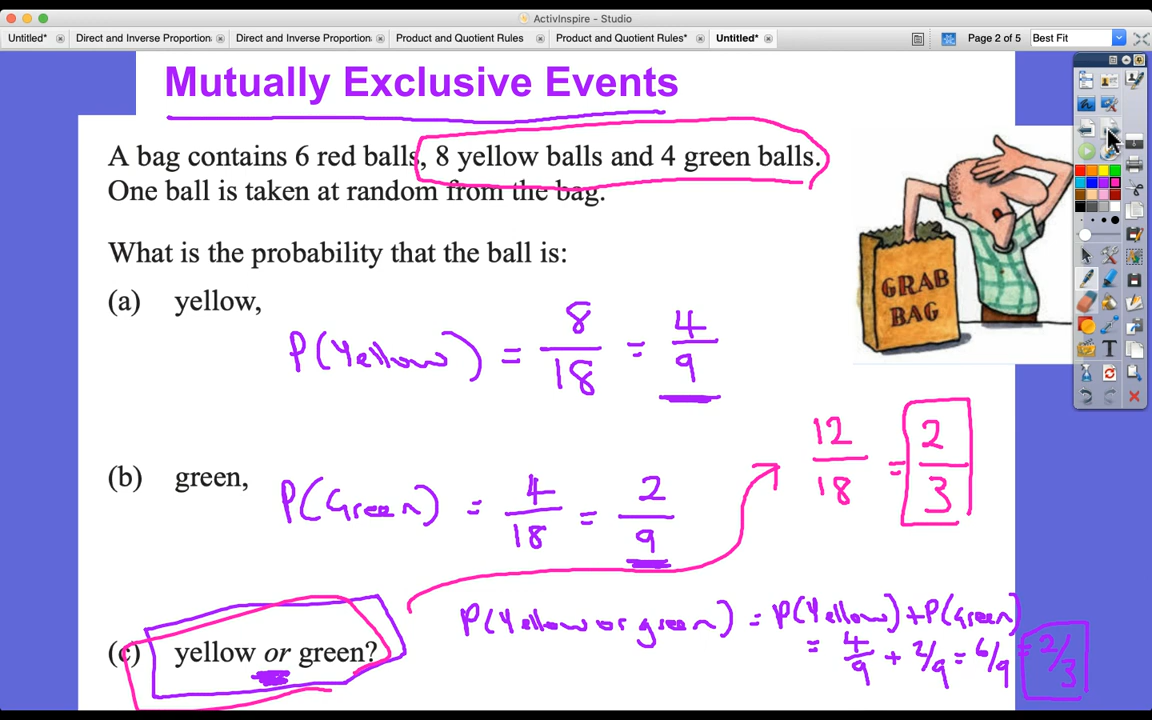 ActivInspire - Studio
Untitled* Direct and Inverse Proportion Direct and Inverse Proportion Product and Quotient Rules Product and Quotient Rules* Untitled* Page 2 of 5 Best Fit
Mutually Exclusive Events
A bag contains 6 red balls, 8 yellow balls and 4 green balls.
One ball is taken at random from the bag.
What is the probability that the ball is:
GRAB
BAG
(a) yellow,
P(Yellow) = 8/18 = 4/9
12/18 = 2/3
(b) green,
P(Green) = 4/18 = 2/9
(c) yellow or green?
P(Yellow or green) = P(Yellow) + P(Green)
= 4/9 + 2/9 = 6/9 = 2/3